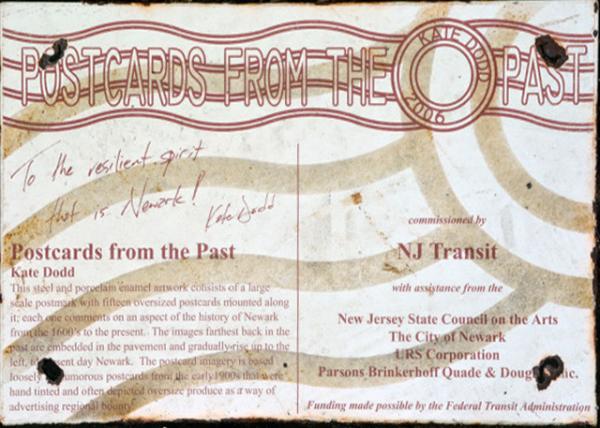 POSTCARDS FROM THE PAST
KATE DODD
2006
To the resilient spirit
that is Newark!
Kate Dodd
Postcards from the Past
Kate Dodd
This steel and porcelain enamel artwork consists of a large
scale postmark with fifteen oversized postcards mounted along
it; each one comments on an aspect of the history of Newark
from the 1600's to the present. The images farthest back in the
past are embedded in the pavement and gradually rise up to the
left, to present day Newark. The postcard imagery is based
loosely humorous postcards from the early 1900s that were
hand tinted and often depicted oversize produce as a way of
advertising regional bounty.
commissioned by
NJ Transit
with assistance from the
New Jersey State Council on the Arts
The City of Newark
URS Corporation
Parsons Brinkerhoff Quade & Doug Inc.
Funding made possible by the Federal Transit Administration